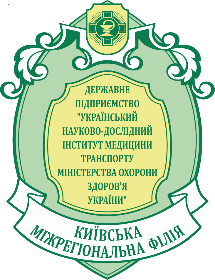 ДЕРЖАВНЕ
ПІДПРИЄМСТВО
"УКРАЇНСЬКИЙ
НАУКОВО-ДОСЛІДНИЙ
ІНСТИТУТ МЕДИЦИНИ
ТРАНСПОРТУ
МІНІСТЕРСТВА ОХОРОНИ
ЗДОРОВ'Я
УКРАЇНИ"
КИЇВСЬКА
МІЖРЕГІОНАЛЬНА ФІЛІЯ